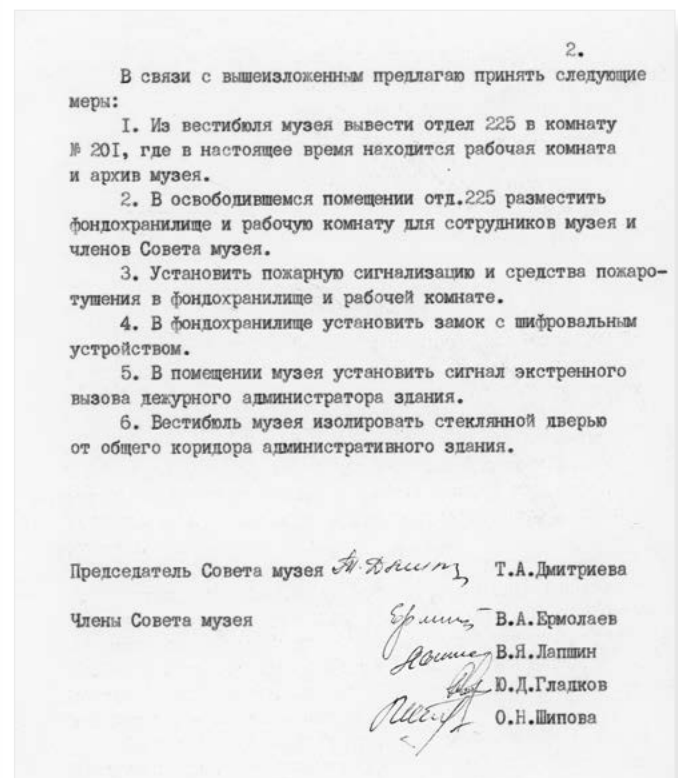 2.
В связи с вышеизложенным предлагаю принять следующие
меры:
I. Из вестибюля музея вывести отдел 225 в комнату
№ 20I, где в настоящее время находится рабочая комната
и архив музея.
2. В освободившемся помещении отд.225 разместить
фондохранилище и рабочую комнату для сотрудников музея и
членов Совета музея.
3. Установить пожарную сигнализацию и средства пожаро-
тушения в фондохранилище и рабочей комнате.
4. В фондохранилище установить замок с шифровальным
устройством.
5. В помещении музея установить сигнал экстренного
вызова дежурного администратора здания.
6. Вестибюль музея изолировать стеклянной дверью
от общего коридора административного здания.
Председатель Совета музея Т.А.Дмитриева
Члены Совета музея В.А.Ермолаев
В.Я.Лапшин
Ю.Д.Гладков
О.Н.Шипова